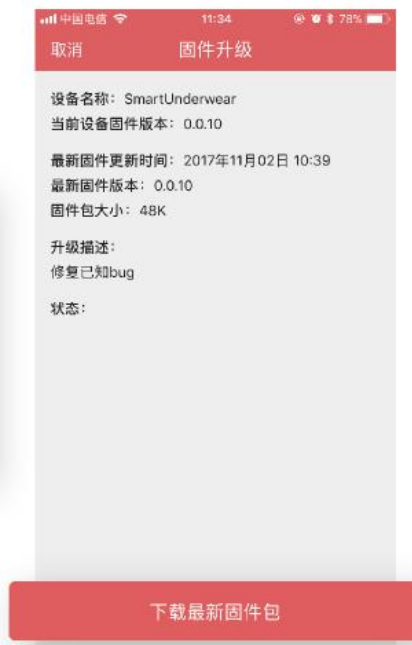 中国电信 11:34 78%
取消 固件升级
设备名称：SmartUnderwear
当前设备固件版本：0.0.10
最新固件更新时间：2017年11月02日 10:39
最新固件版本：0.0.10
固件包大小：48K
升级描述：
修复已知bug
状态：
下载最新固件包